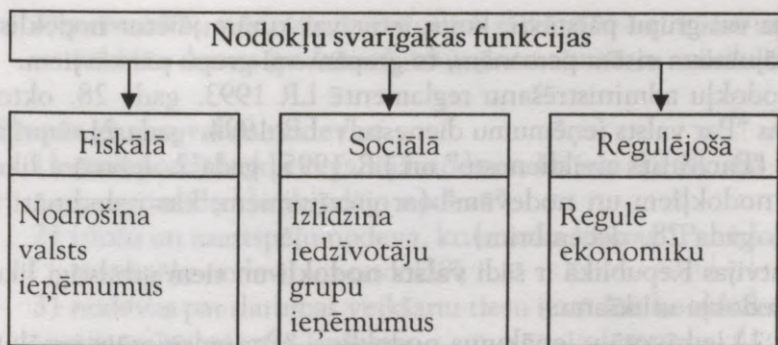 Nodokļu svarīgākās funkcijas
Fiskālā
Sociālā
Regulējošā
Nodrošina
valsts
ieņēmumus
Izlīdzina
iedzīvotāju
grupu
ieņēmumus
Regulē
ekonomiku